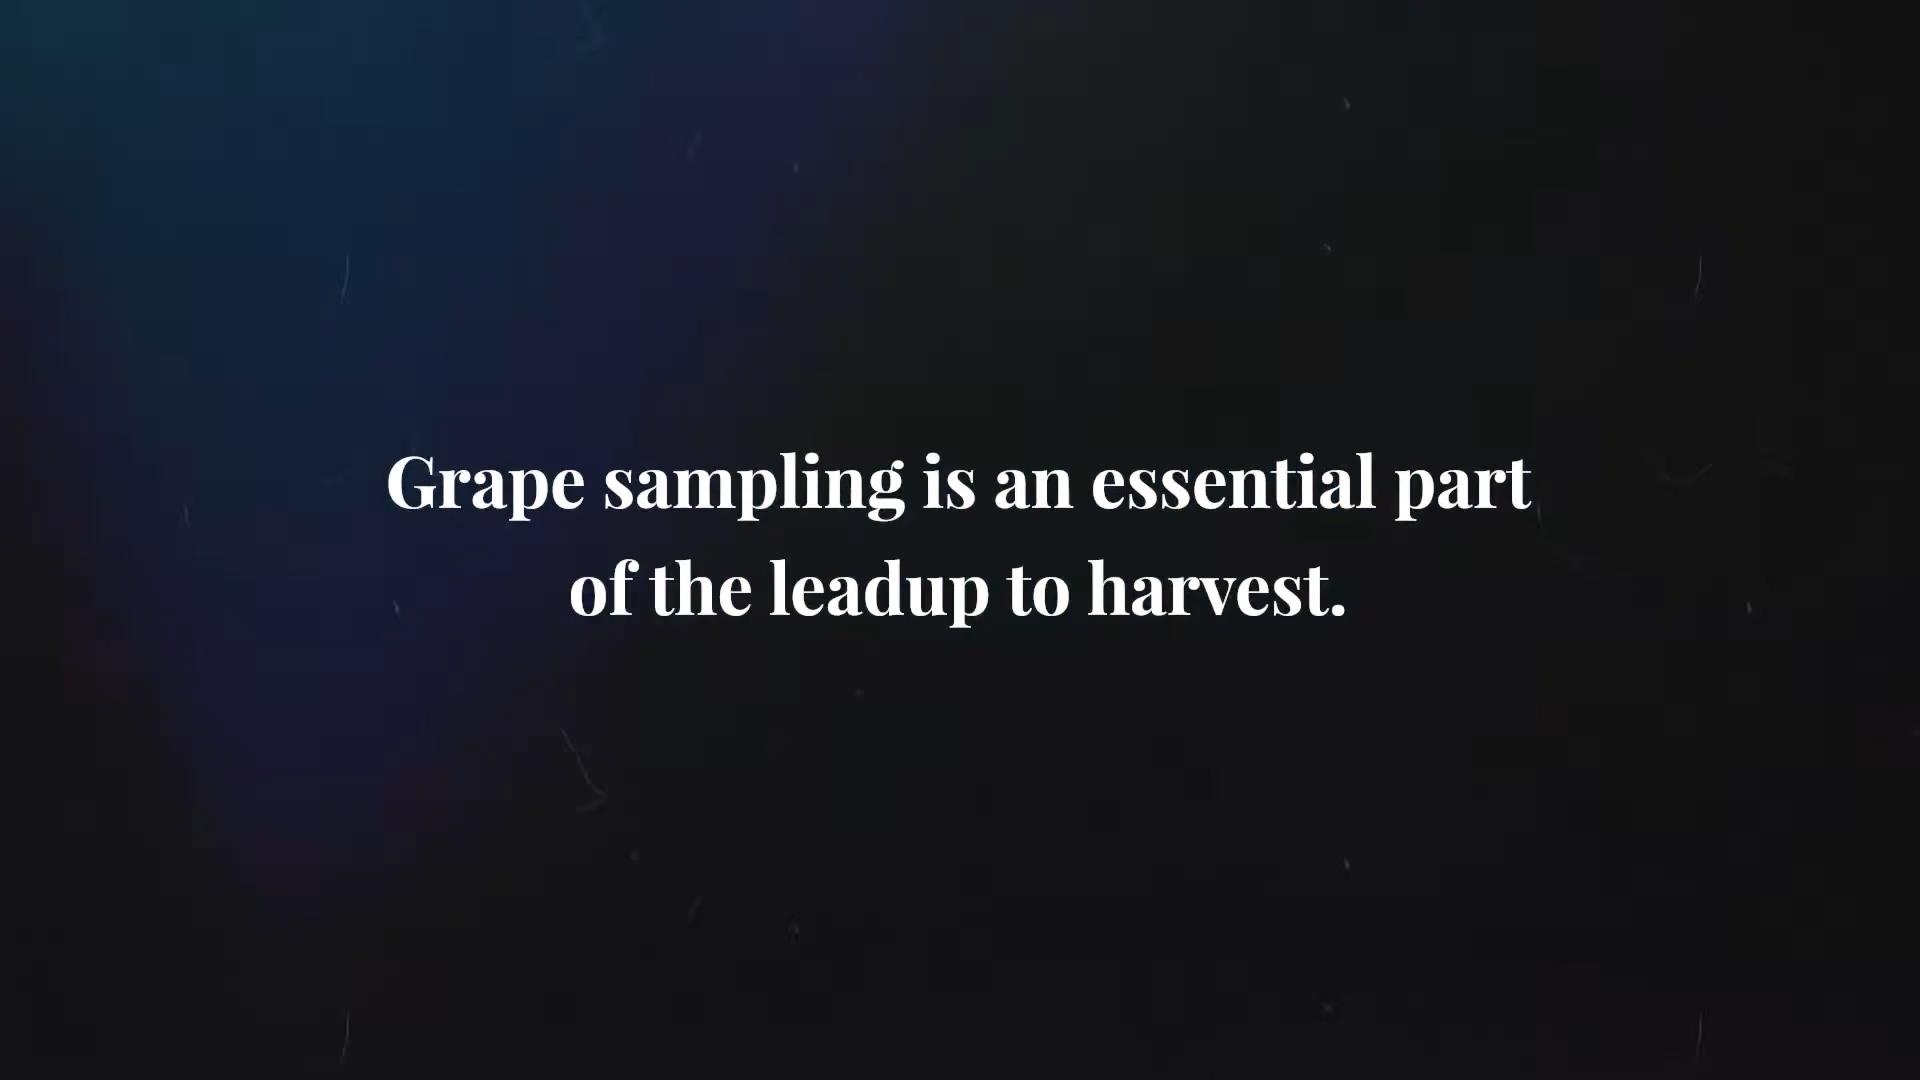 Grape sampling is an essential part
of the leadup to harvest.